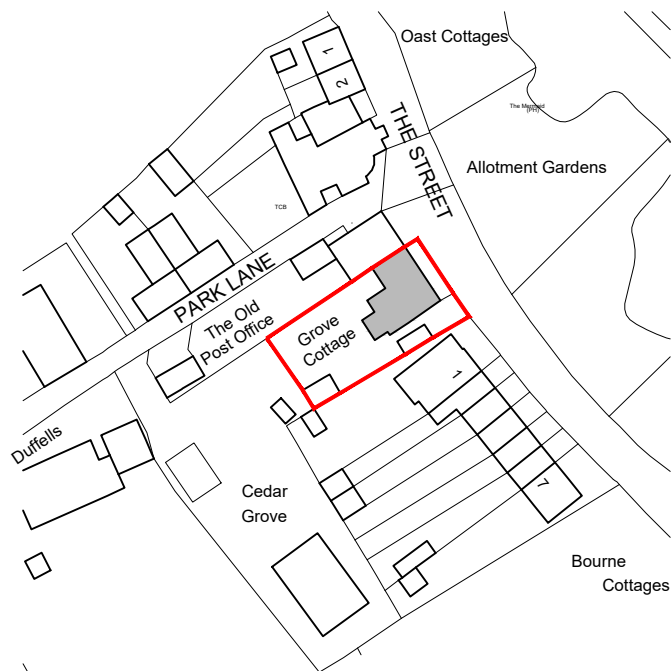 Oast Cottages
1
2
The Mermaid
(PH)
THE STREET
Allotment Gardens
TCB
PARK LANE
The Old
Post Office
Grove
Cottage
1
Duffells
Cedar
Grove
7
Bourne
Cottages